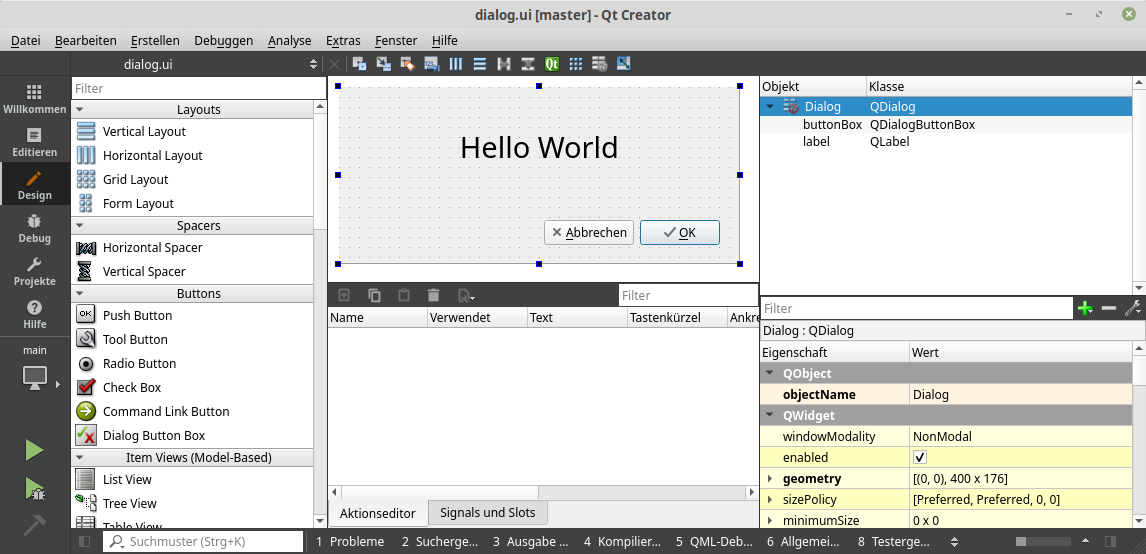 dialog.ui [master] - Qt Creator
Datei Bearbeiten Erstellen Debuggen Analyse Extras Fenster Hilfe
dialog.ui
Qt
Willkommen
Editieren
Design
Debug
Projekte
Hilfe
main
Filter
Layouts
Vertical Layout
Horizontal Layout
Grid Layout
Form Layout
Spacers
Horizontal Spacer
Vertical Spacer
Buttons
OK Push Button
Tool Button
Radio Button
Check Box
Command Link Button
Dialog Button Box
Item Views (Model-Based)
List View
Tree View
Table View
Hello World
Abbrechen OK
Filter
Name Verwendet Text Tastenkürzel Ankre
Aktionseditor Signals und Slots
Objekt Klasse
Dialog QDialog
buttonBox QDialogButtonBox
label QLabel
Filter
Dialog : QDialog
Eigenschaft Wert
QObject
objectName Dialog
QWidget
windowModality NonModal
enabled
geometry [(0, 0), 400 x 176]
sizePolicy [Preferred, Preferred, 0, 0]
minimumSize 0 x 0
Suchmuster (Strg+K) 1 Probleme 2 Sucherge... 3 Ausgabe ... 4 Kompilier... 5 QML-Deb... 6 Allgemei... 8 Testerge...